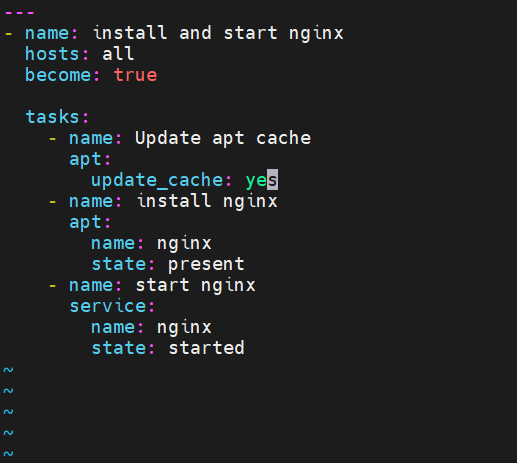 ---
- name: install and start nginx
  hosts: all
  become: true

  tasks:
    - name: Update apt cache
      apt:
        update_cache: yes
    - name: install nginx
      apt:
        name: nginx
        state: present
    - name: start nginx
      service:
        name: nginx
        state: started
~
~
~
~
~